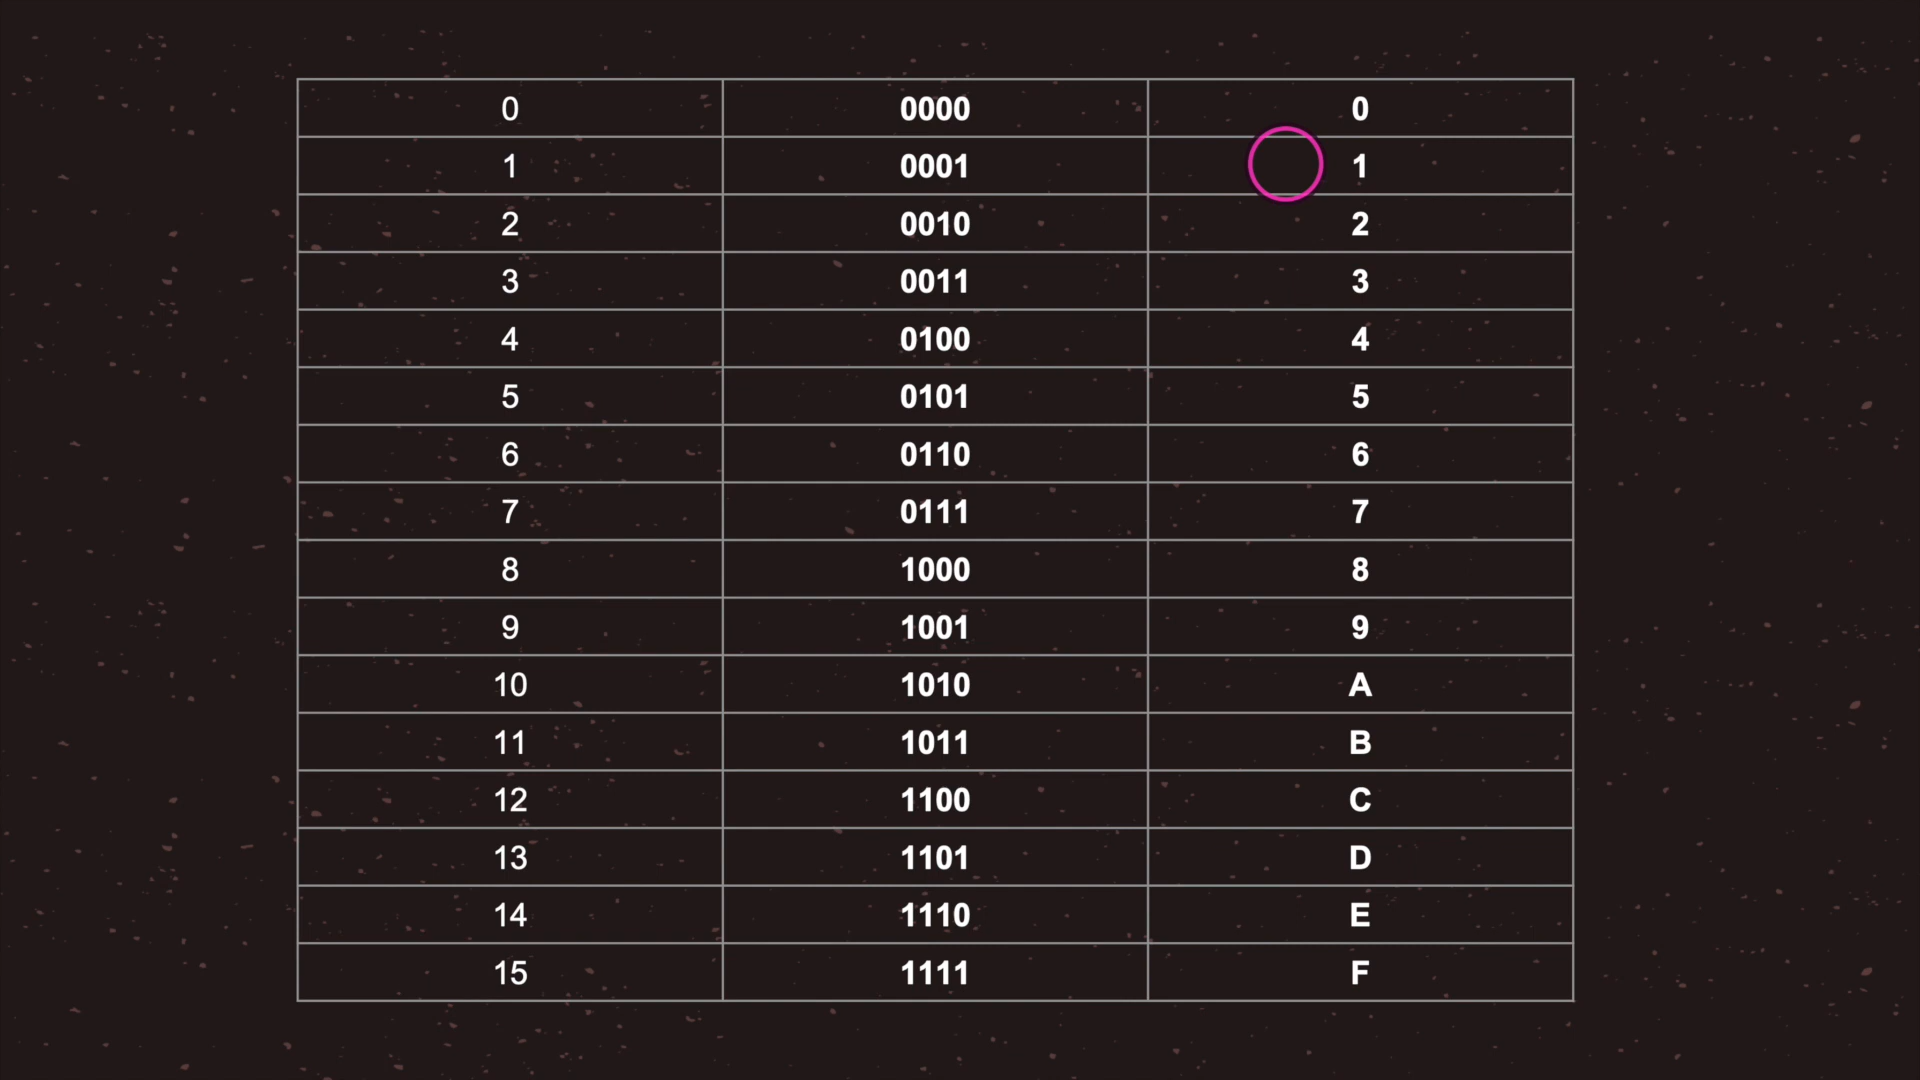 0 0000 0
1 0001 1
2 0010 2
3 0011 3
4 0100 4
5 0101 5
6 0110 6
7 0111 7
8 1000 8
9 1001 9
10 1010 A
11 1011 B
12 1100 C
13 1101 D
14 1110 E
15 1111 F